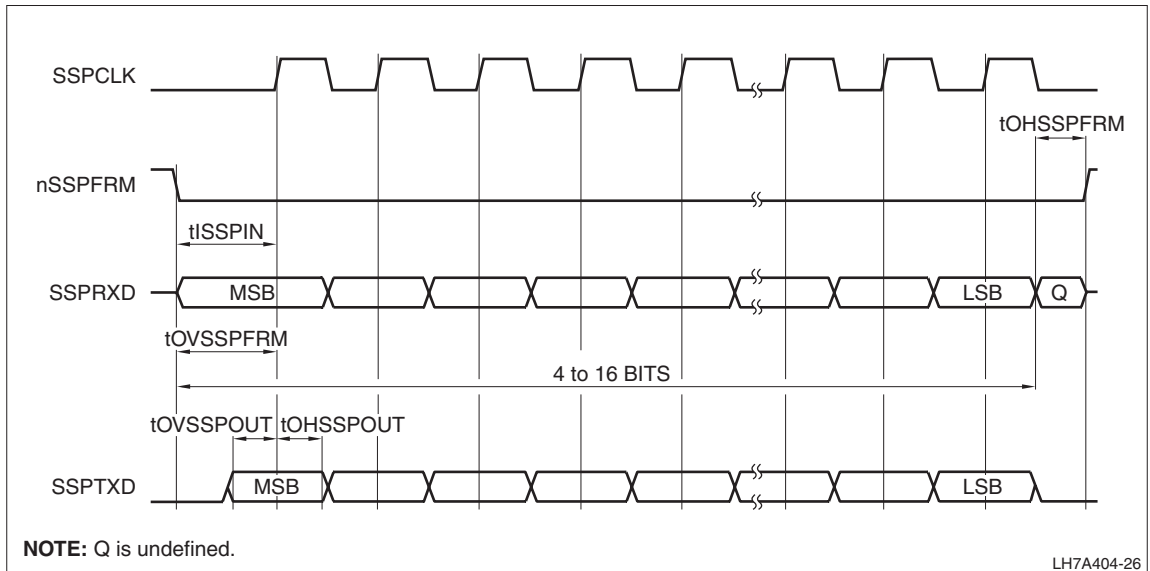 SSPCLK
tOHSSPFRM
nSSPFRM
tISSPIN
SSPRXD
MSB
LSB
Q
tOVSSPFRM
4 to 16 BITS
tOVSSPOUT
tOHSSPOUT
SSPTXD
MSB
LSB
NOTE: Q is undefined.
LH7A404-26